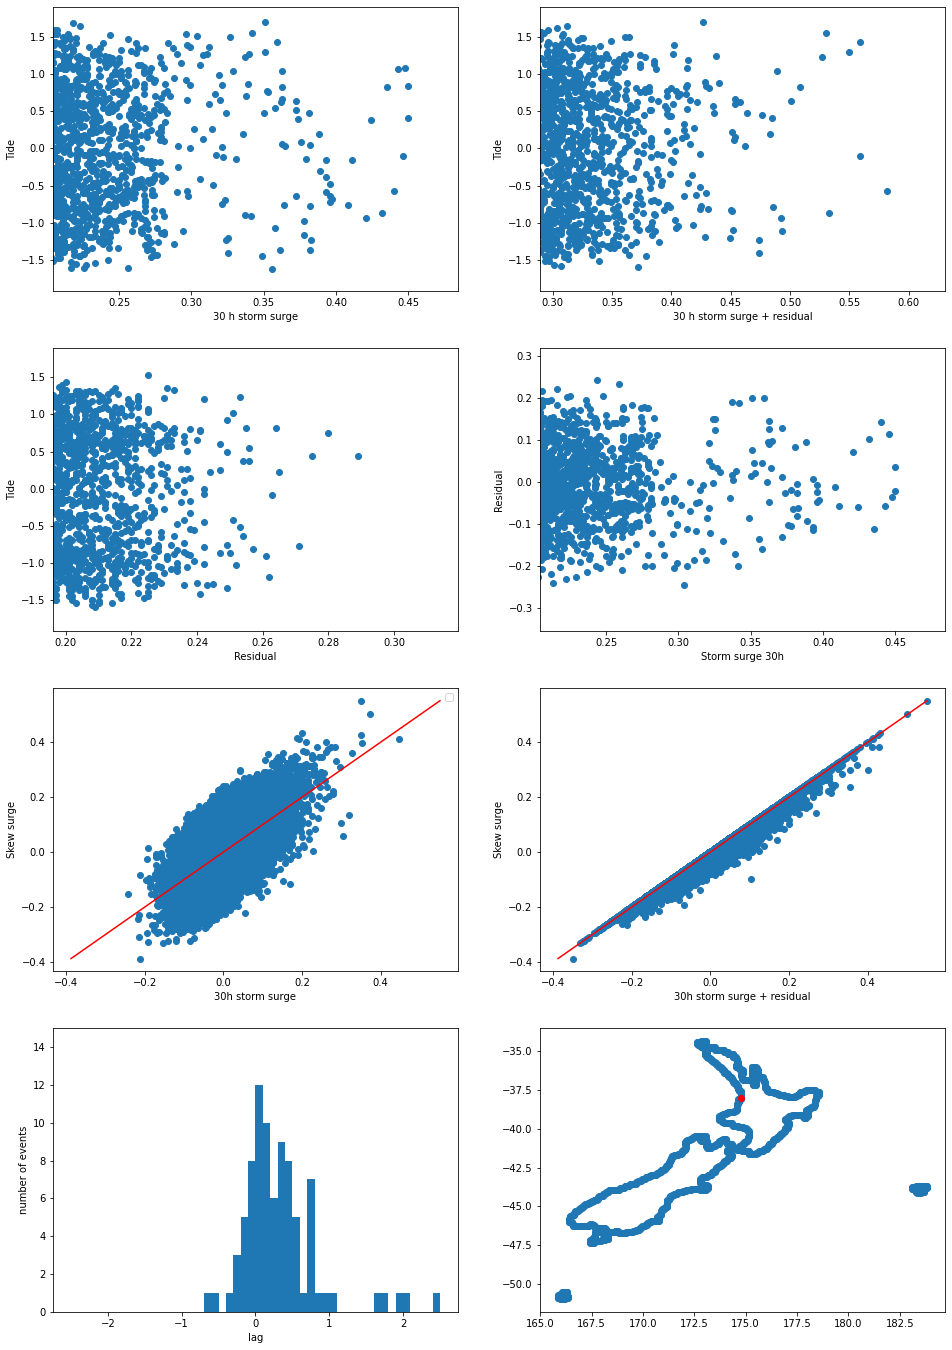 1.5
1.0
0.5
0.0
−0.5
−1.0
−1.5
Tide
0.25 0.30 0.35 0.40 0.45
30 h storm surge
1.5
1.0
0.5
0.0
−0.5
−1.0
−1.5
Tide
0.30 0.35 0.40 0.45 0.50 0.55 0.60
30 h storm surge + residual
1.5
1.0
0.5
0.0
−0.5
−1.0
−1.5
Tide
0.20 0.22 0.24 0.26 0.28 0.30
Residual
0.3
0.2
0.1
0.0
−0.1
−0.2
−0.3
Residual
0.25 0.30 0.35 0.40 0.45
Storm surge 30h
0.4
0.2
0.0
−0.2
−0.4
Skew surge
−0.4 −0.2 0.0 0.2 0.4
30h storm surge
0.4
0.2
0.0
−0.2
−0.4
Skew surge
−0.4 −0.2 0.0 0.2 0.4
30h storm surge + residual
14
12
10
8
6
4
2
0
number of events
−2 −1 0 1 2
lag
−35.0
−37.5
−40.0
−42.5
−45.0
−47.5
−50.0
165.0 167.5 170.0 172.5 175.0 177.5 180.0 182.5